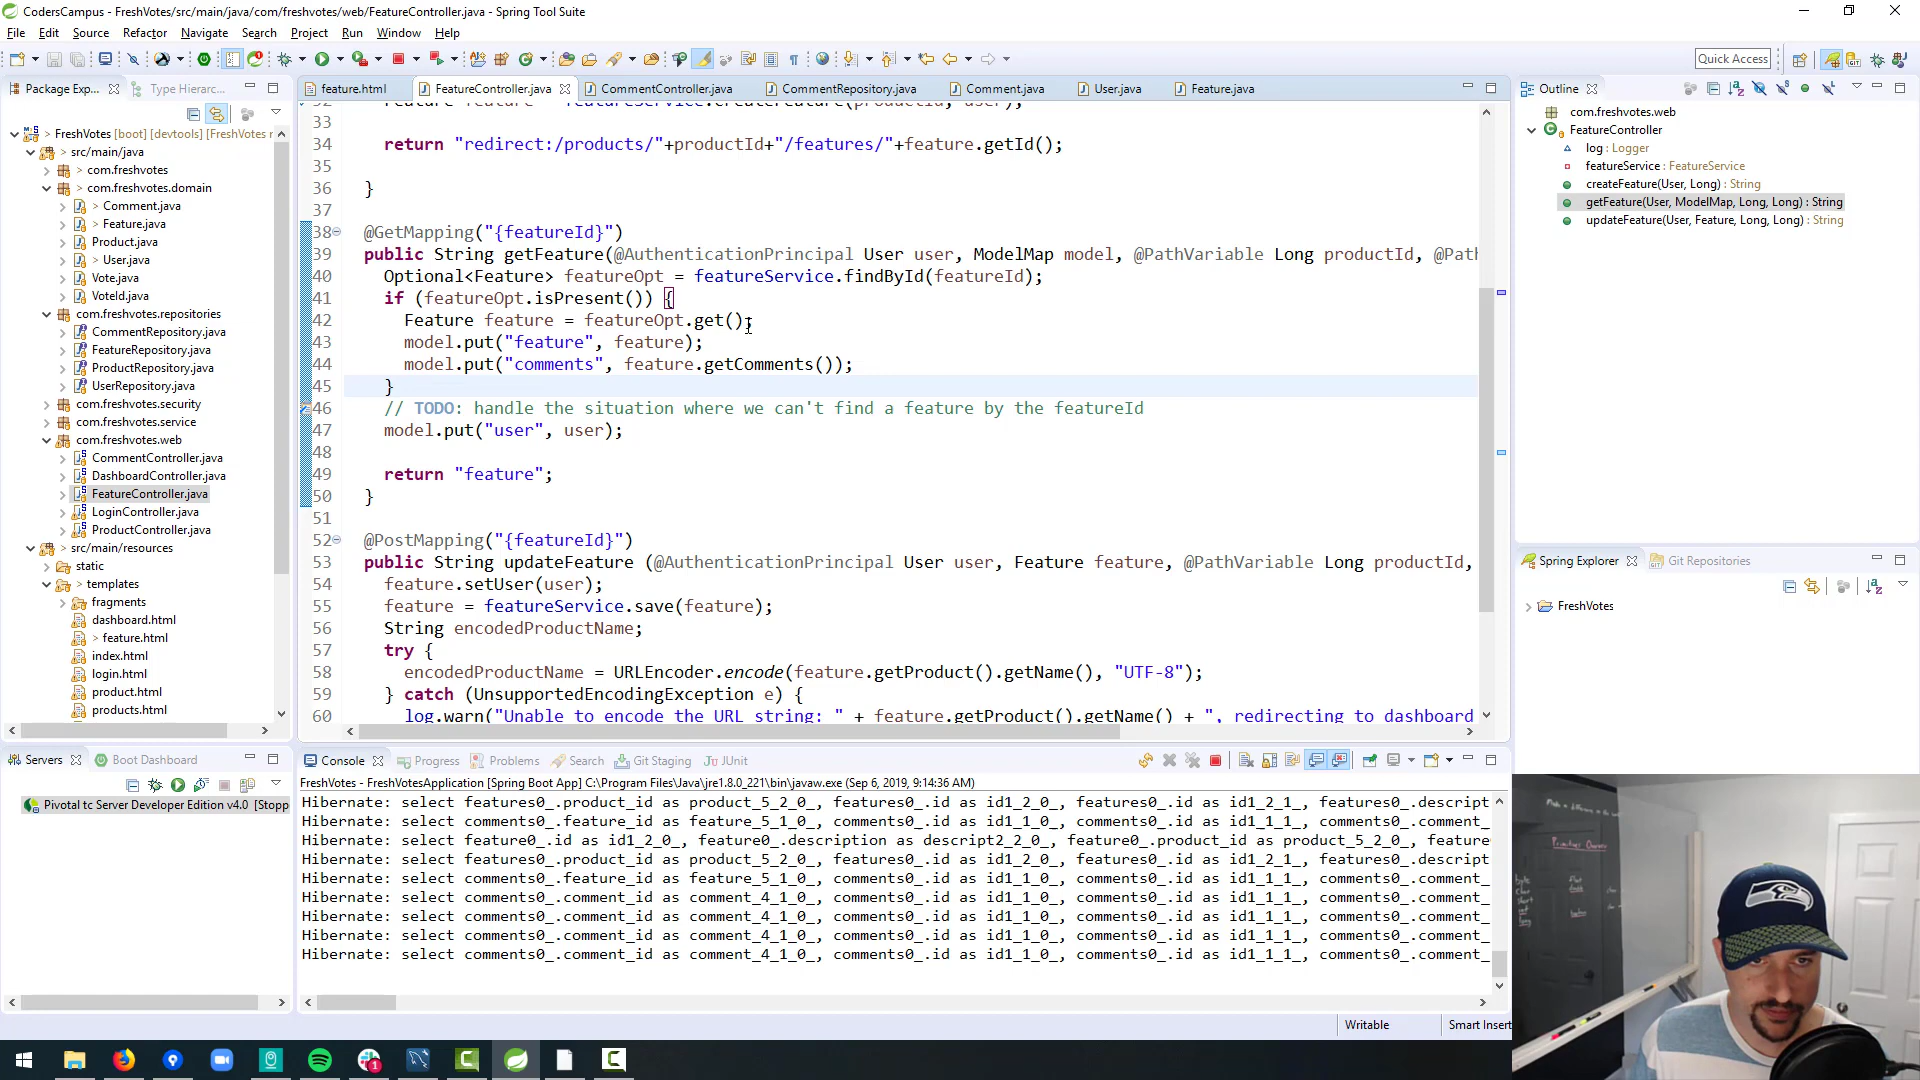 CodersCampus - FreshVotes/src/main/java/com/freshvotes/web/FeatureController.java - Spring Tool Suite
File Edit Source Refactor Navigate Search Project Run Window Help
Quick Access
Package Exp...
Type Hierarc...
FreshVotes [boot] [devtools] [FreshVotes r
> src/main/java
> com.freshvotes
> com.freshvotes.domain
> Comment.java
> Feature.java
Product.java
> User.java
Vote.java
VoteId.java
com.freshvotes.repositories
CommentRepository.java
FeatureRepository.java
ProductRepository.java
UserRepository.java
com.freshvotes.security
com.freshvotes.service
com.freshvotes.web
CommentController.java
DashboardController.java
FeatureController.java
LoginController.java
ProductController.java
> src/main/resources
static
> templates
fragments
dashboard.html
> feature.html
index.html
login.html
product.html
products.html
feature.html FeatureController.java CommentController.java CommentRepository.java Comment.java User.java Feature.java
33
34 return "redirect:/products/"+productId+"/features/"+feature.getId();
35
36 }
37
38 @GetMapping("{featureId}")
39 public String getFeature(@AuthenticationPrincipal User user, ModelMap model, @PathVariable Long productId, @Path
40 Optional<Feature> featureOpt = featureService.findById(featureId);
41 if (featureOpt.isPresent()) {
42 Feature feature = featureOpt.get();
43 model.put("feature", feature);
44 model.put("comments", feature.getComments());
45 }
46 // TODO: handle the situation where we can't find a feature by the featureId
47 model.put("user", user);
48
49 return "feature";
50 }
51
52 @PostMapping("{featureId}")
53 public String updateFeature (@AuthenticationPrincipal User user, Feature feature, @PathVariable Long productId,
54 feature.setUser(user);
55 feature = featureService.save(feature);
56 String encodedProductName;
57 try {
58 encodedProductName = URLEncoder.encode(feature.getProduct().getName(), "UTF-8");
59 } catch (UnsupportedEncodingException e) {
60 log.warn("Unable to encode the URL string: " + feature.getProduct().getName() + ", redirecting to dashboard
Outline
com.freshvotes.web
FeatureController
log : Logger
featureService : FeatureService
createFeature(User, Long) : String
getFeature(User, ModelMap, Long, Long) : String
updateFeature(User, Feature, Long, Long) : String
Spring Explorer Git Repositories
FreshVotes
Servers Boot Dashboard
Pivotal tc Server Developer Edition v4.0 [Stopp
Console Progress Problems Search Git Staging JUnit
FreshVotes - FreshVotesApplication [Spring Boot App] C:\Program Files\Java\jre1.8.0_221\bin\javaw.exe (Sep 6, 2019, 9:14:36 AM)
Hibernate: select features0_.product_id as product_5_2_0_, features0_.id as id1_2_0_, features0_.id as id1_2_1_, features0_.descript
Hibernate: select comments0_.feature_id as feature_5_1_0_, comments0_.id as id1_1_0_, comments0_.id as id1_1_1_, comments0_.comment_
Hibernate: select feature0_.id as id1_2_0_, feature0_.description as descript2_2_0_, feature0_.product_id as product_5_2_0_, feature
Hibernate: select features0_.product_id as product_5_2_0_, features0_.id as id1_2_0_, features0_.id as id1_2_1_, features0_.descript
Hibernate: select comments0_.feature_id as feature_5_1_0_, comments0_.id as id1_1_0_, comments0_.id as id1_1_1_, comments0_.comment_
Hibernate: select comments0_.comment_id as comment_4_1_0_, comments0_.id as id1_1_0_, comments0_.id as id1_1_1_, comments0_.comment_
Hibernate: select comments0_.comment_id as comment_4_1_0_, comments0_.id as id1_1_0_, comments0_.id as id1_1_1_, comments0_.comment_
Hibernate: select comments0_.comment_id as comment_4_1_0_, comments0_.id as id1_1_0_, comments0_.id as id1_1_1_, comments0_.comment_
Hibernate: select comments0_.comment_id as comment_4_1_0_, comments0_.id as id1_1_0_, comments0_.id as id1_1_1_, comments0_.comment_
Writable Smart Insert